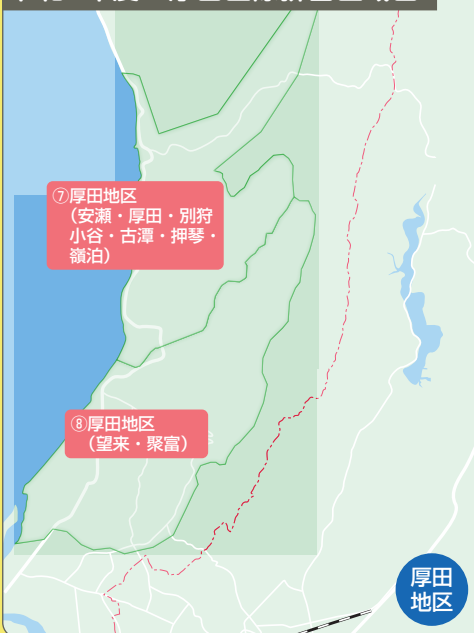 ⑦厚田地区
(安瀬・厚田・別狩
小谷・古潭・押琴・
嶺泊)
⑧厚田地区
(望来・聚富)
厚田
地区